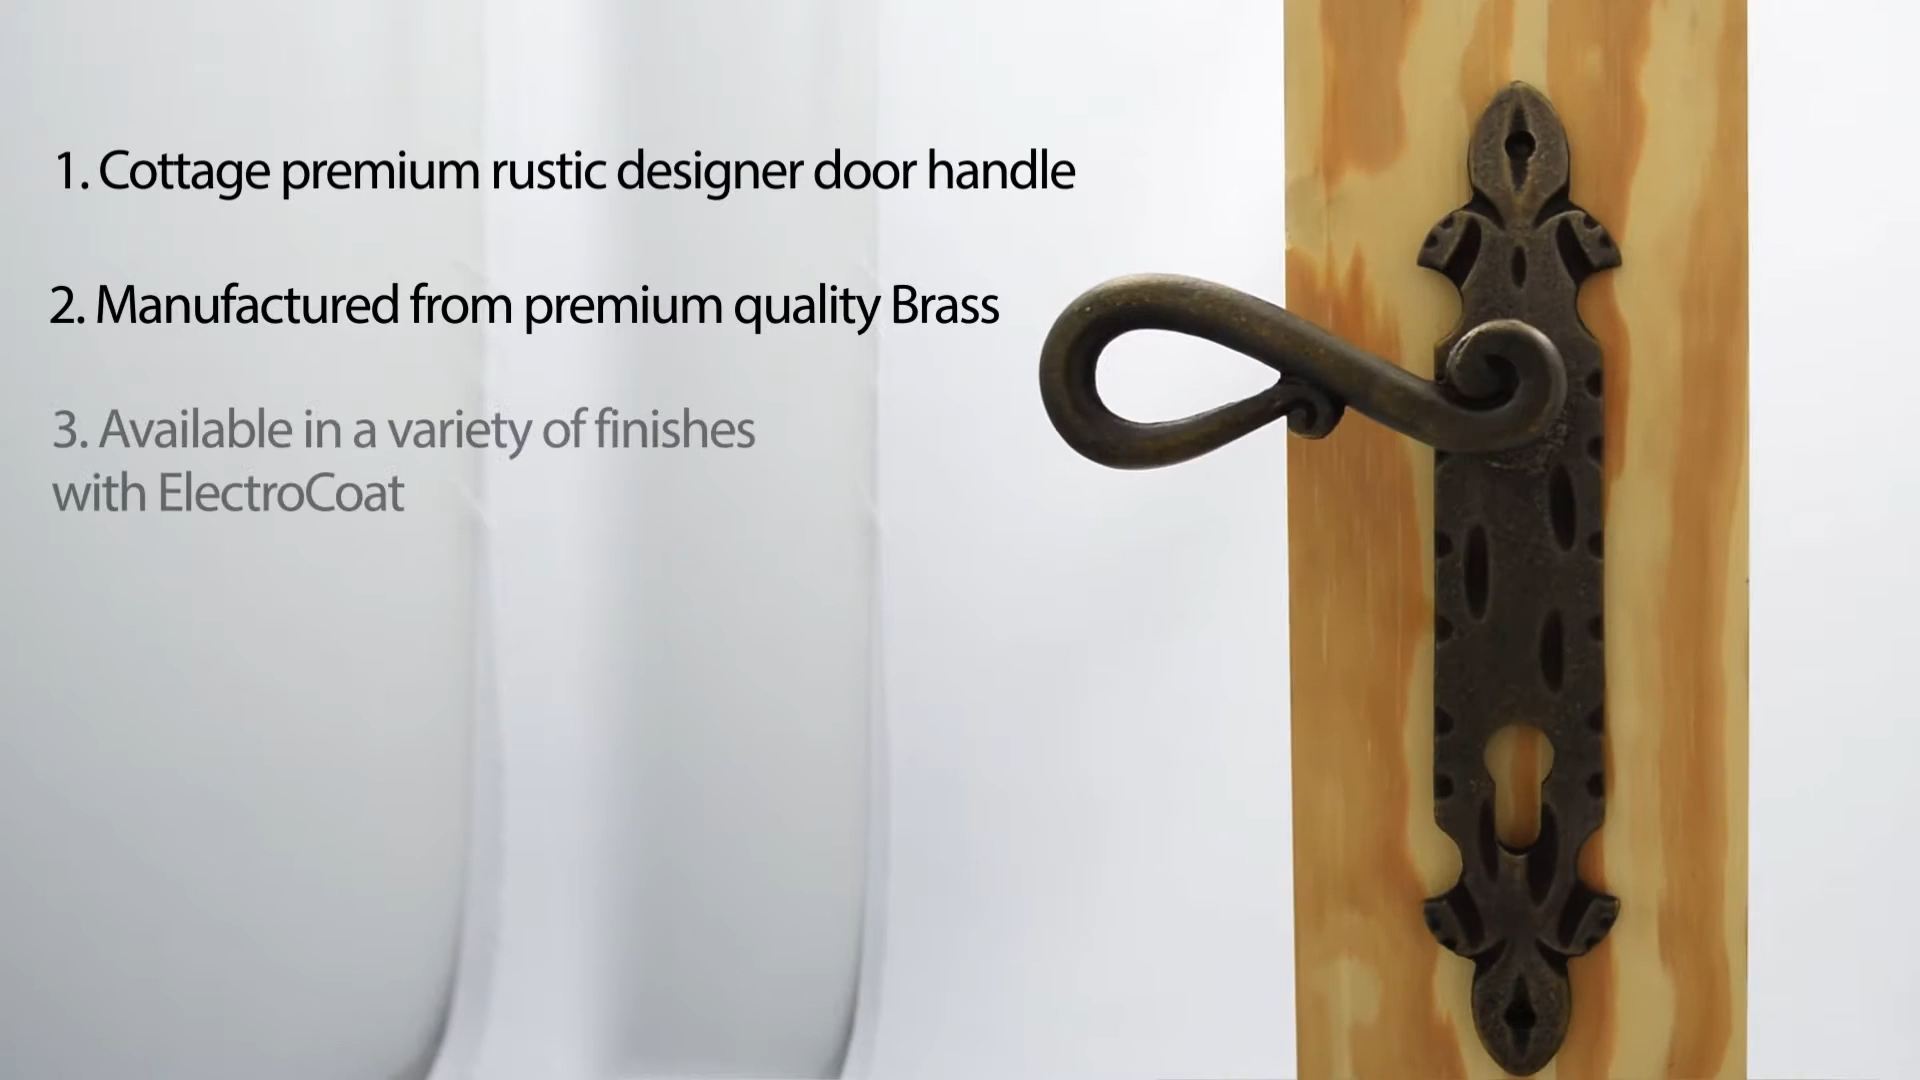 1. Cottage premium rustic designer door handle
2. Manufactured from premium quality Brass
3. Available in a variety of finishes
with ElectroCoat